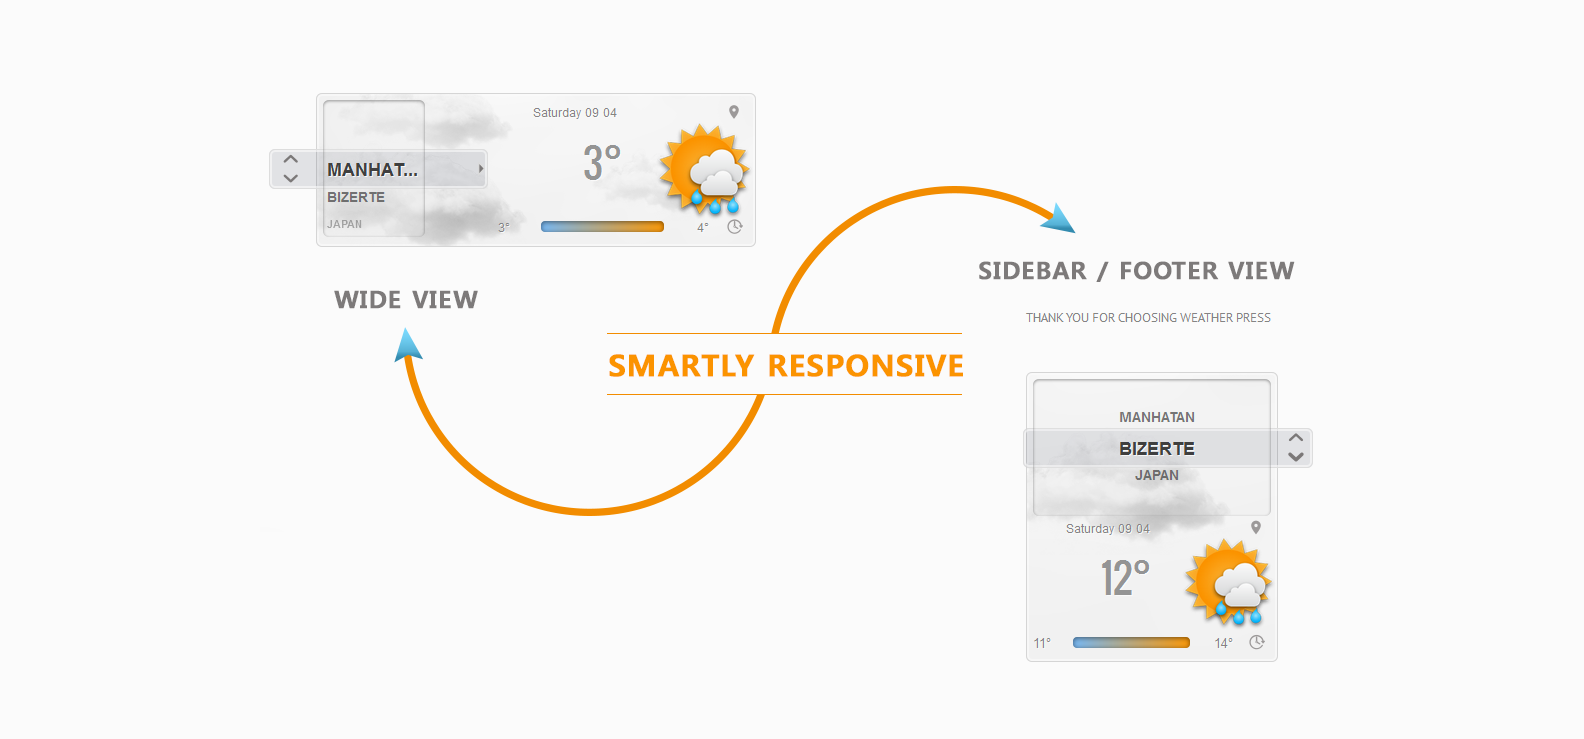 Saturday 09 04
3°
MANHAT...
BIZERTE
JAPAN
3°
4°
WIDE VIEW
SMARTLY RESPONSIVE
SIDEBAR / FOOTER VIEW
THANK YOU FOR CHOOSING WEATHER PRESS
MANHATAN
BIZERTE
JAPAN
Saturday 09 04
12°
11°
14°